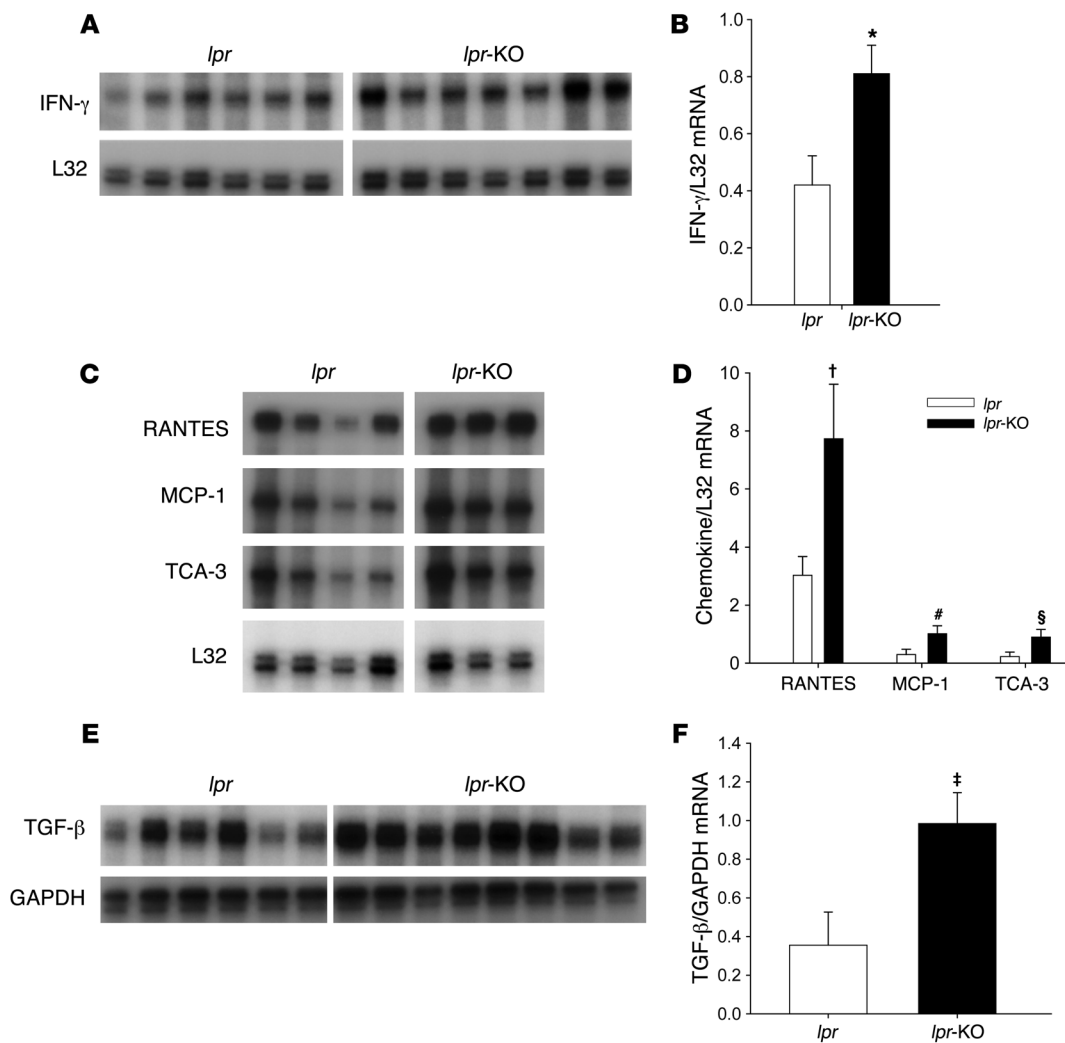 A
lpr
lpr-KO
IFN-γ
L32
B
IFN-γ/L32 mRNA
1.0
0.8
0.6
0.4
0.2
0.0
*
lpr
lpr-KO
C
lpr
lpr-KO
RANTES
MCP-1
TCA-3
L32
D
Chemokine/L32 mRNA
10
8
6
4
2
0
†
#
§
lpr
lpr-KO
RANTES
MCP-1
TCA-3
E
lpr
lpr-KO
TGF-β
GAPDH
F
TGF-β/GAPDH mRNA
1.4
1.2
1.0
0.8
0.6
0.4
0.2
0.0
‡
lpr
lpr-KO